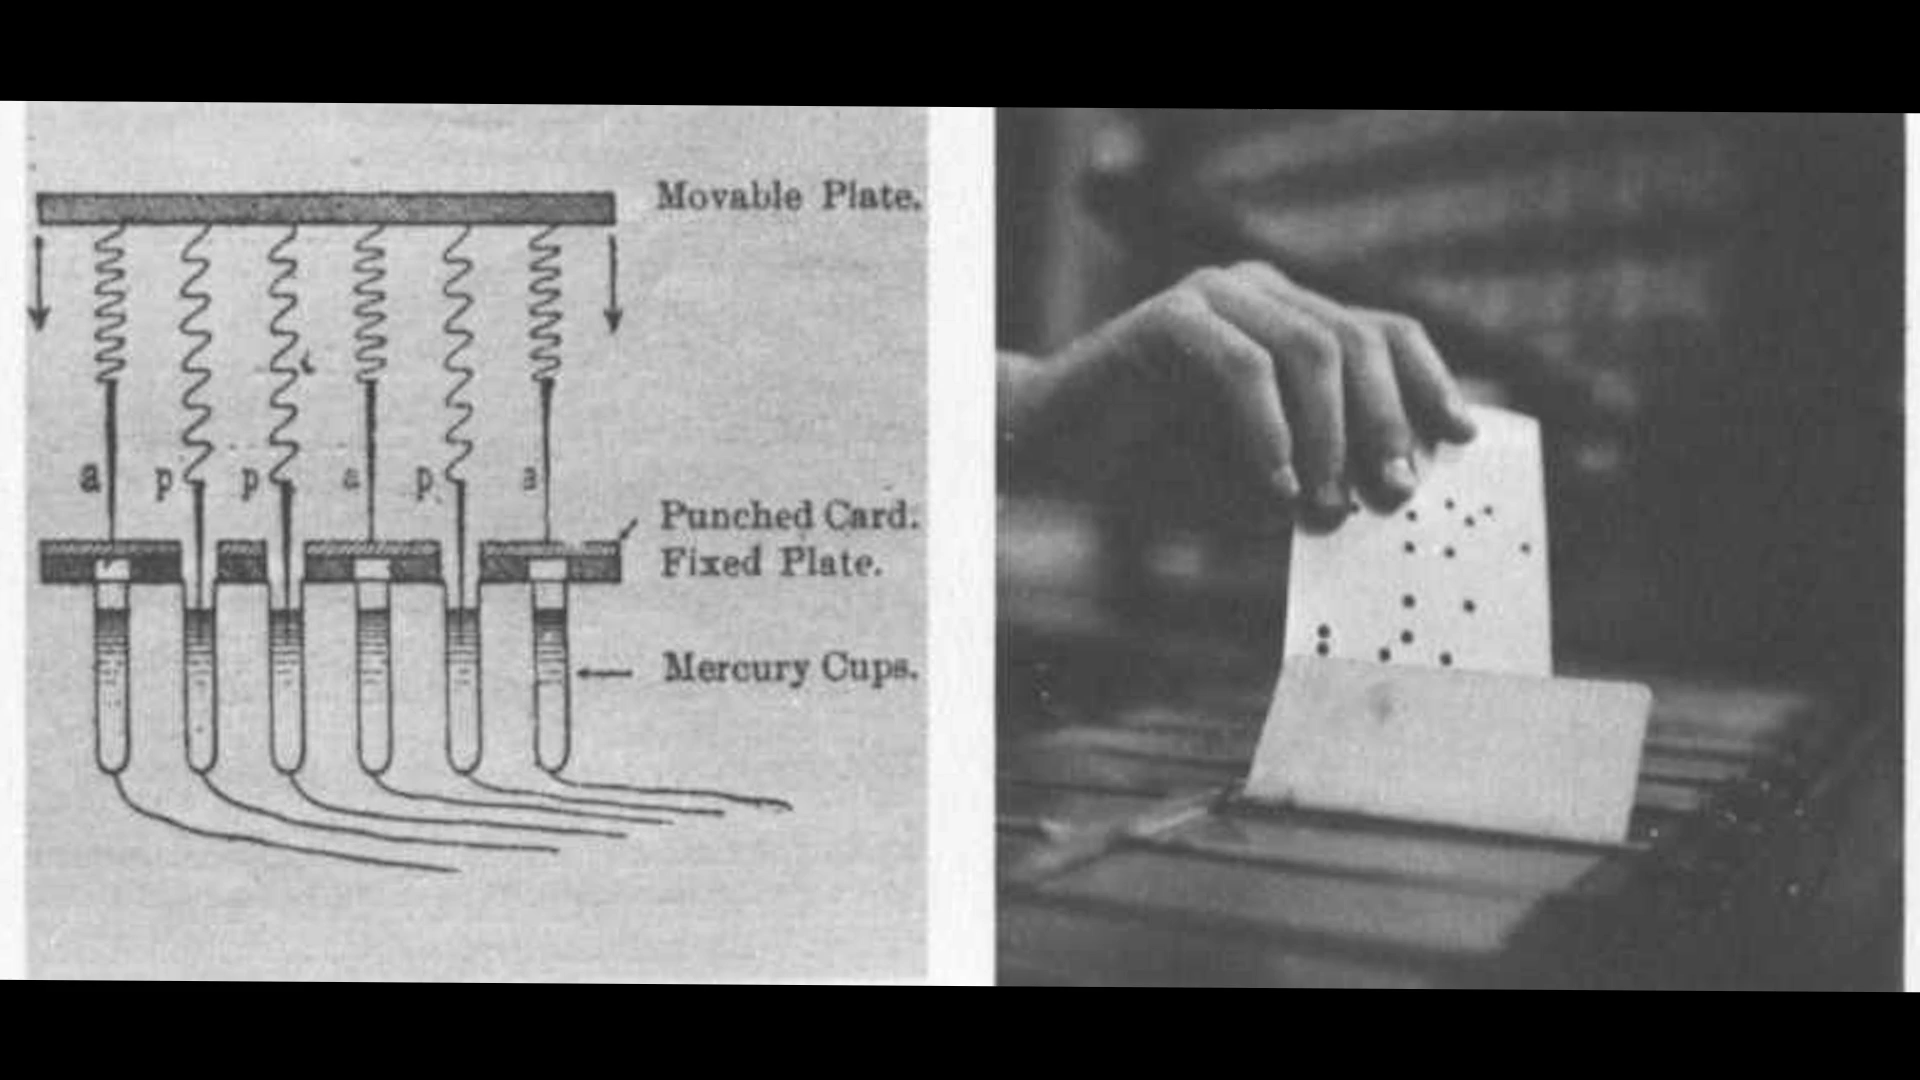 Movable Plate.
a p p a p a
Punched Card.
Fixed Plate.
Mercury Cups.